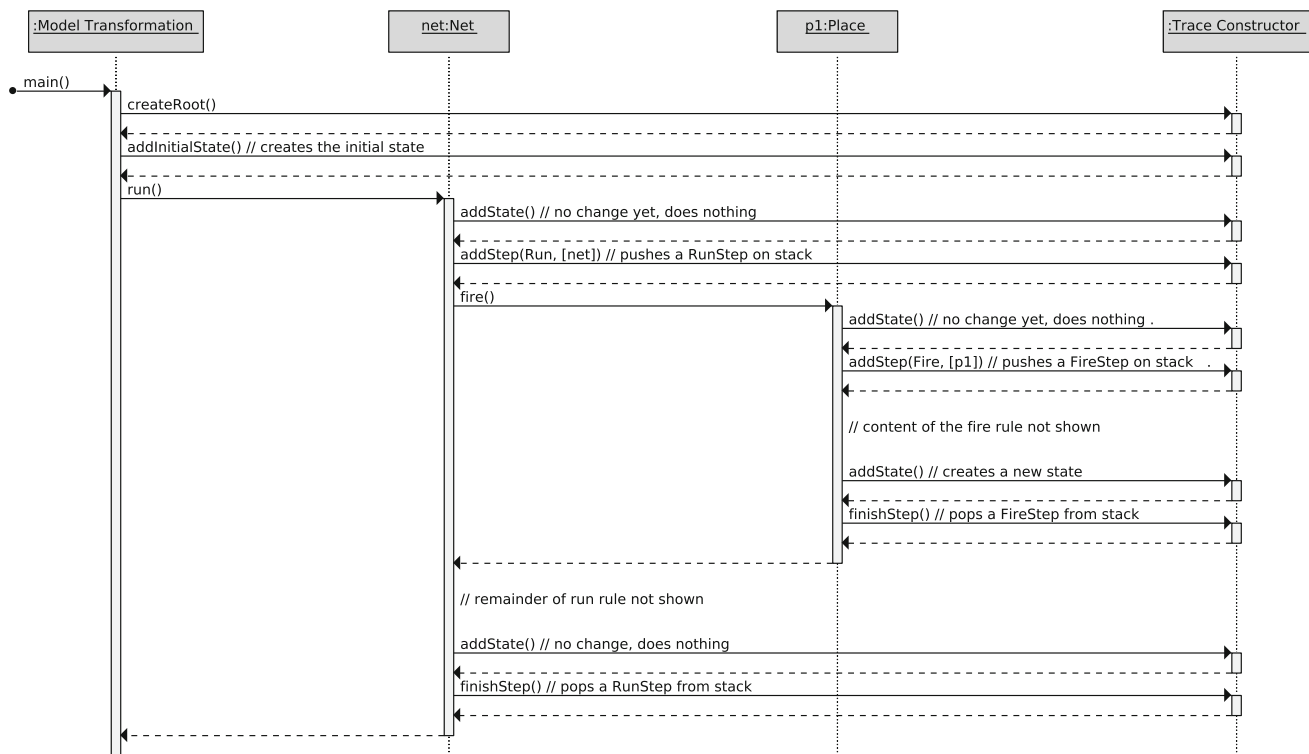 :Model Transformation
net:Net
p1:Place
:Trace Constructor
main()
createRoot()
addInitialState() // creates the initial state
run()
addState() // no change yet, does nothing
addStep(Run, [net]) // pushes a RunStep on stack
fire()
addState() // no change yet, does nothing .
addStep(Fire, [p1]) // pushes a FireStep on stack .
// content of the fire rule not shown
addState() // creates a new state
finishStep() // pops a FireStep from stack
// remainder of run rule not shown
addState() // no change, does nothing
finishStep() // pops a RunStep from stack